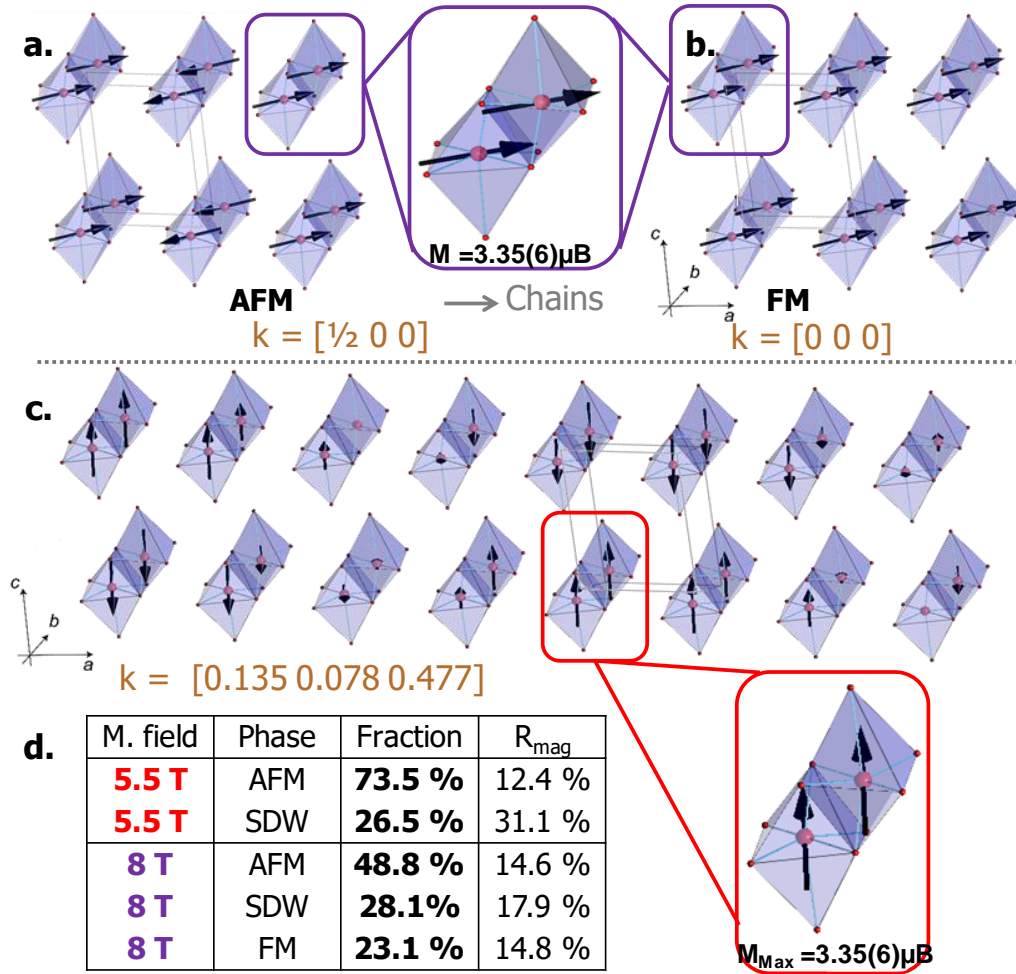 a.
b.
M =3.35(6)µB
AFM
Chains
FM
k = [½ 0 0]
k = [0 0 0]
c
b
a
c
b
a
c.
c
b
a
k = [0.135 0.078 0.477]
d.
M. field Phase Fraction Rmag
5.5 T AFM 73.5 % 12.4 %
5.5 T SDW 26.5 % 31.1 %
8 T AFM 48.8 % 14.6 %
8 T SDW 28.1% 17.9 %
8 T FM 23.1 % 14.8 %
MMax =3.35(6)µB